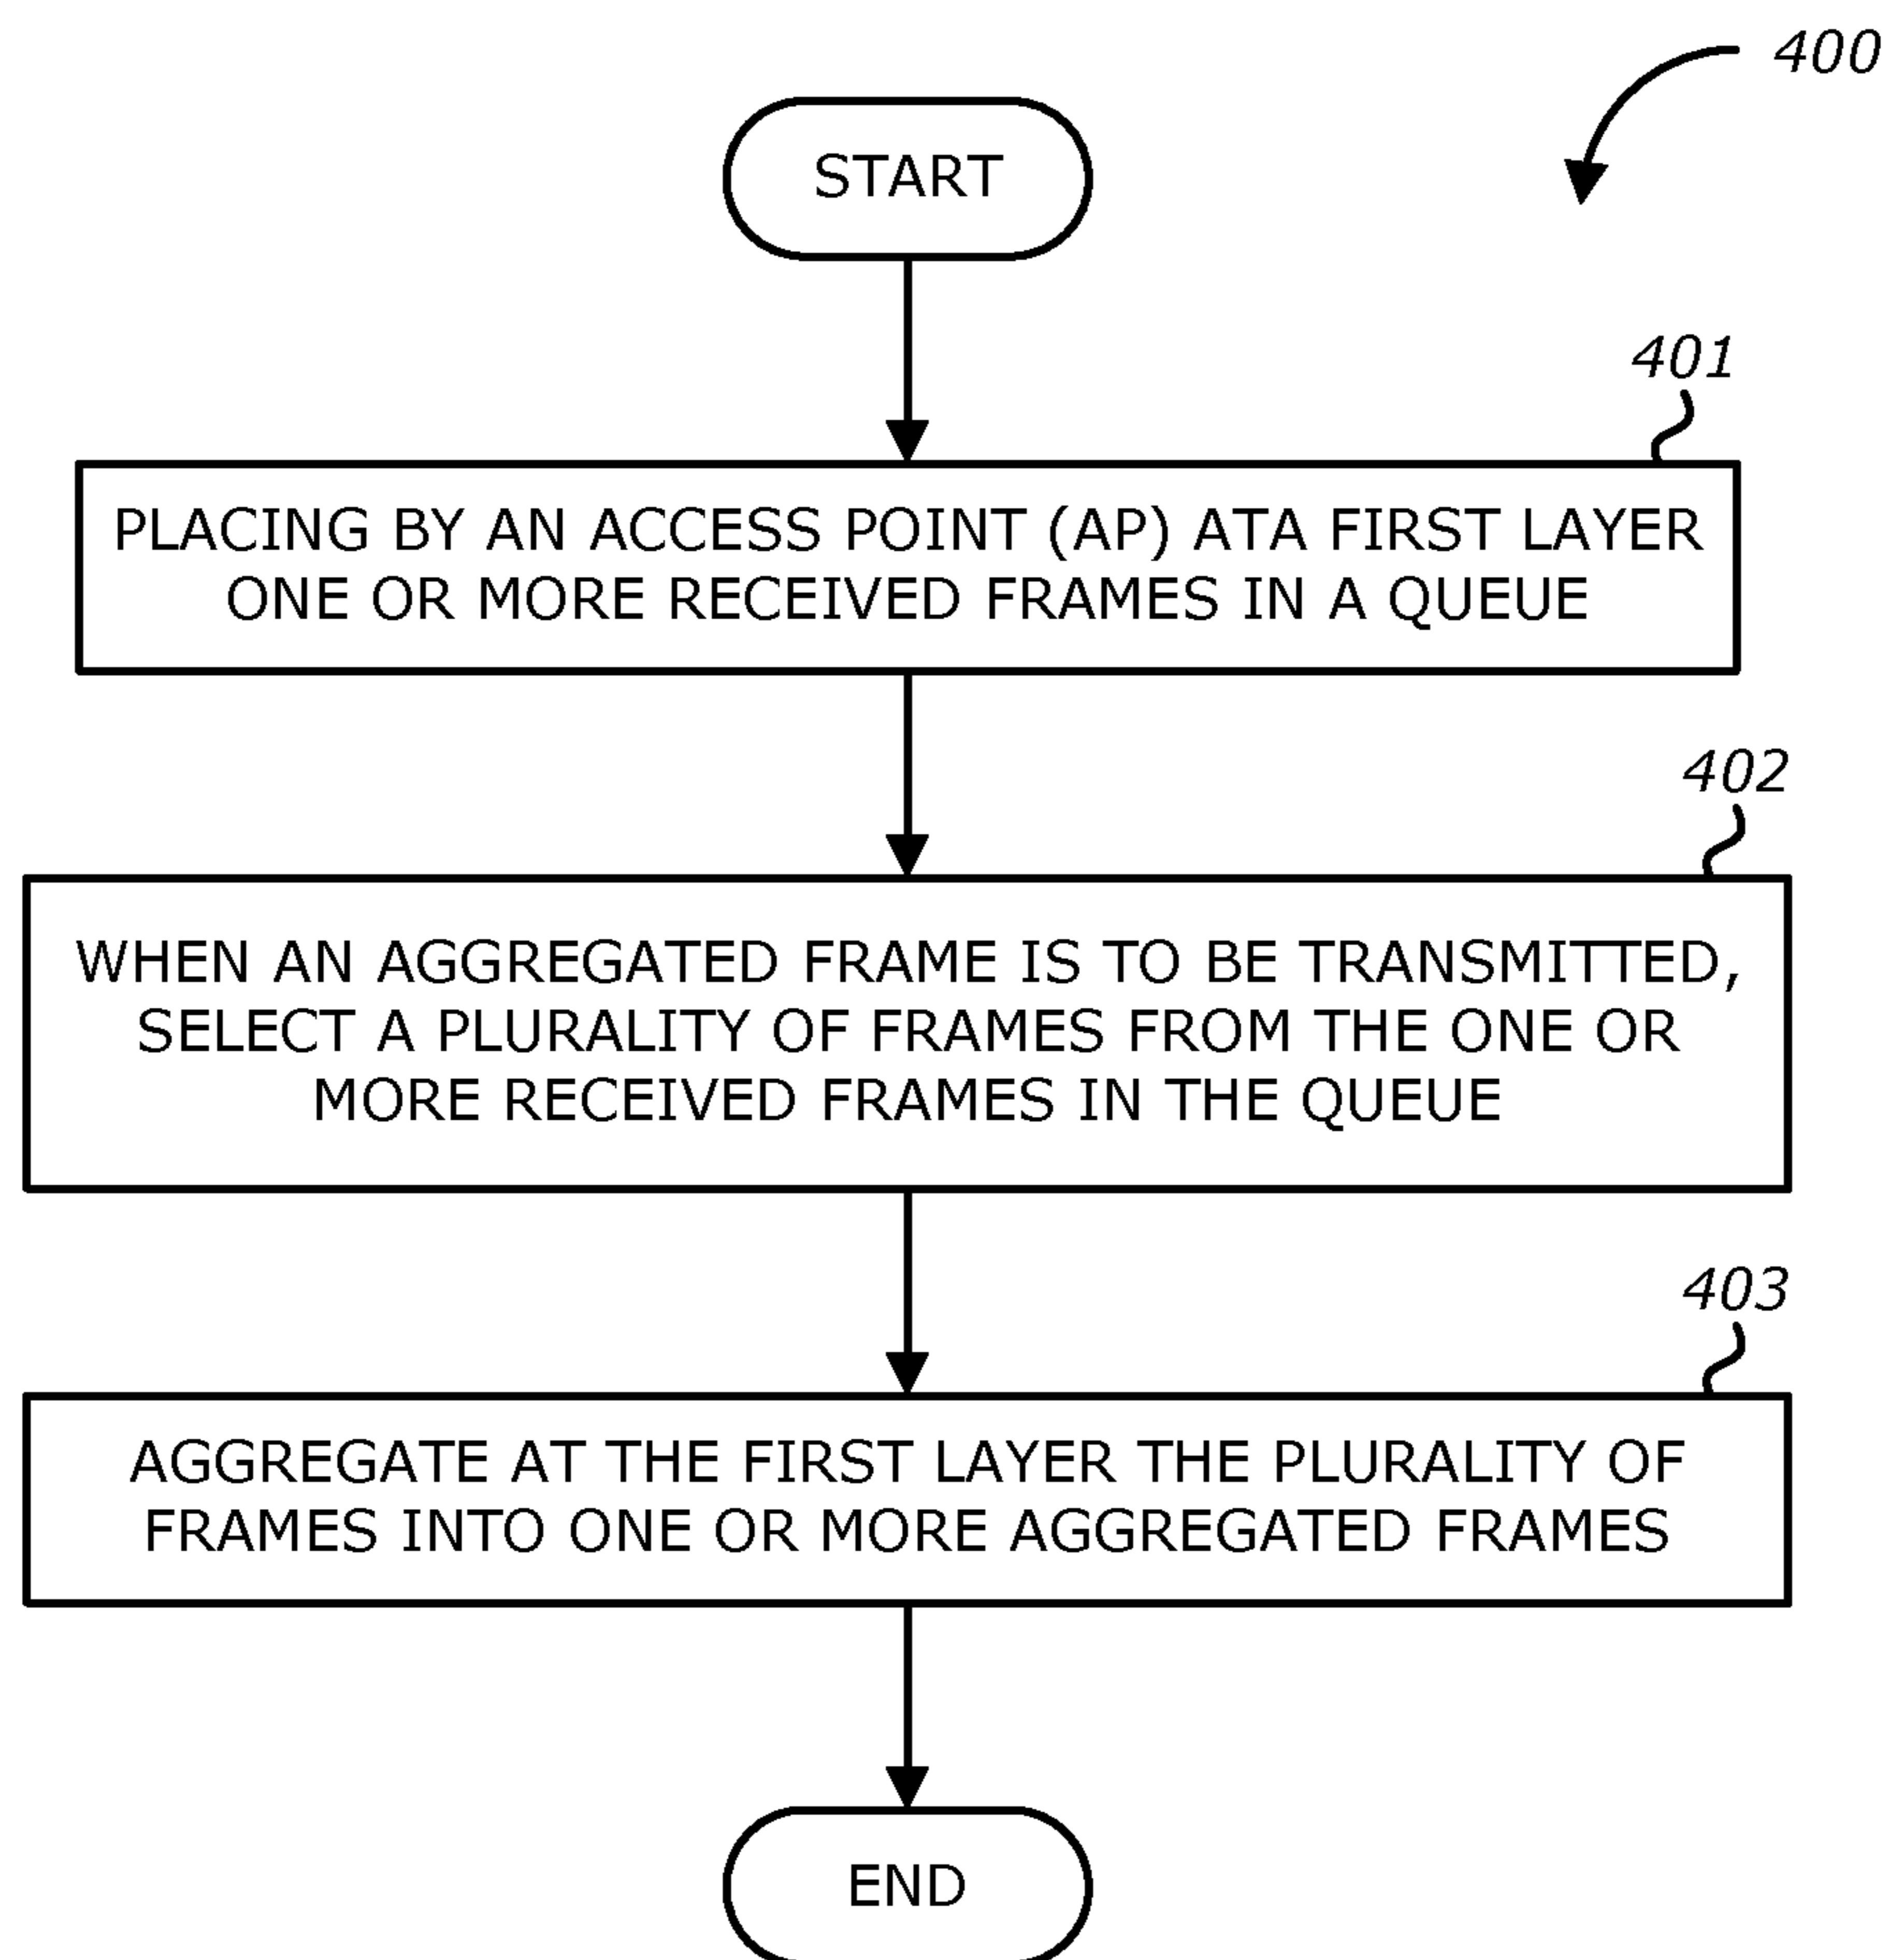 400
START
401
PLACING BY AN ACCESS POINT (AP) ATA FIRST LAYER
ONE OR MORE RECEIVED FRAMES IN A QUEUE
402
WHEN AN AGGREGATED FRAME IS TO BE TRANSMITTED,
SELECT A PLURALITY OF FRAMES FROM THE ONE OR
MORE RECEIVED FRAMES IN THE QUEUE
403
AGGREGATE AT THE FIRST LAYER THE PLURALITY OF
FRAMES INTO ONE OR MORE AGGREGATED FRAMES
END